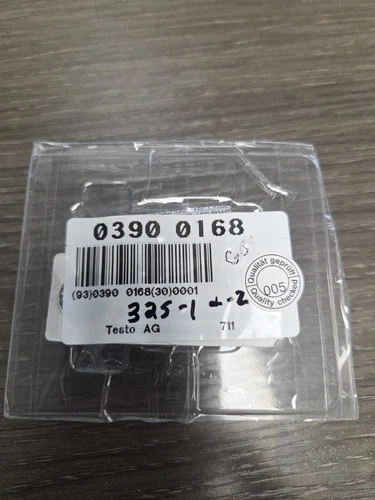 0390 0168
Qualität geprüft
005
Quality checked
(93)0390 0168(30)0001
325-1 + -2
Testo AG 711